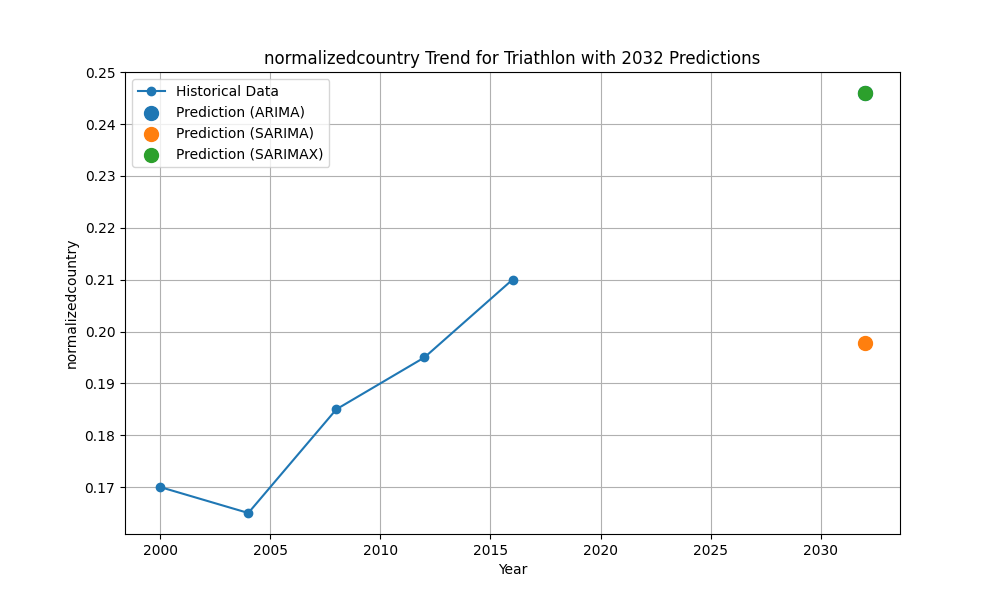 normalizedcountry Trend for Triathlon with 2032 Predictions
Historical Data
Prediction (ARIMA)
Prediction (SARIMA)
Prediction (SARIMAX)
0.25
0.24
0.23
0.22
0.21
0.20
0.19
0.18
0.17
normalizedcountry
2000 2005 2010 2015 2020 2025 2030
Year